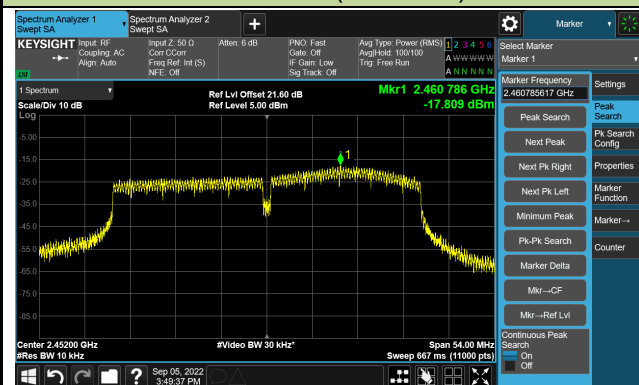 Spectrum Analyzer 1
Swept SA
Spectrum Analyzer 2
Swept SA
+
Marker
KEYSIGHT
Input: RF
Coupling: AC
Align: Auto
Input Z: 50 Ω
Corr CCorr
Freq Ref: Int (S)
NFE: Off
Atten: 6 dB
PNO: Fast
Gate: Off
IF Gain: Low
Sig Track: Off
Avg Type: Power (RMS)
Avg|Hold: 100/100
Trig: Free Run
1 2 3 4 5 6
A W W W W W
A N N N N N
LXI
Select Marker
Marker 1
1 Spectrum
Scale/Div 10 dB
Log
Ref Lvl Offset 21.60 dB
Ref Level 5.00 dBm
Mkr1 2.460 786 GHz
-17.809 dBm
1
-5.00
-15.0
-25.0
-35.0
-45.0
-55.0
-65.0
-75.0
-85.0
Center 2.45200 GHz
#Res BW 10 kHz
#Video BW 30 kHz*
Span 54.00 MHz
Sweep 667 ms (11000 pts)
Marker Frequency
2.460785617 GHz
Peak Search
Next Peak
Next Pk Right
Next Pk Left
Minimum Peak
Pk-Pk Search
Marker Delta
Mkr→CF
Mkr→Ref Lvl
Continuous Peak
Search
On
Off
Settings
Peak
Search
Pk Search
Config
Properties
Marker
Function
Marker→
Counter
?
Sep 05, 2022
3:49:37 PM